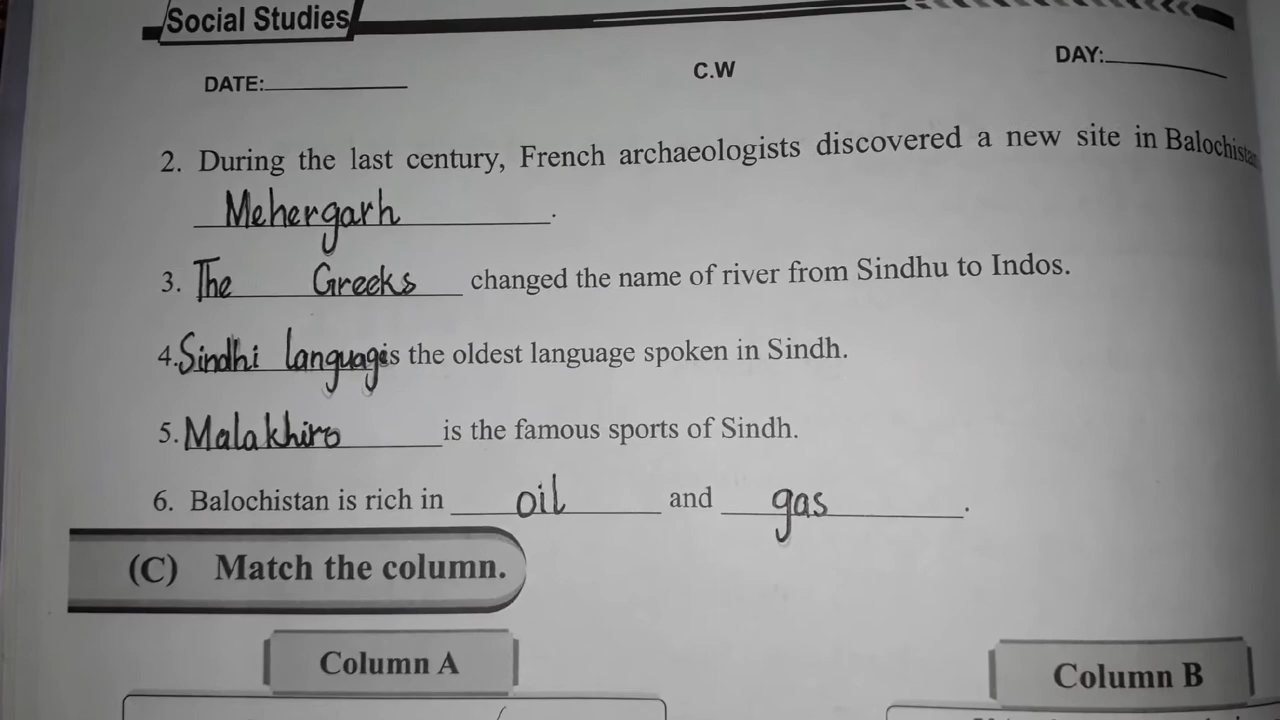 Social Studies
DATE:__________ C.W DAY:__________
2. During the last century, French archaeologists discovered a new site in Balochistan
Mehergarh.
3. The Greeks changed the name of river from Sindhu to Indos.
4. Sindhi language is the oldest language spoken in Sindh.
5. Malakhiro is the famous sports of Sindh.
6. Balochistan is rich in oil and gas.
(C) Match the column.
Column A Column B